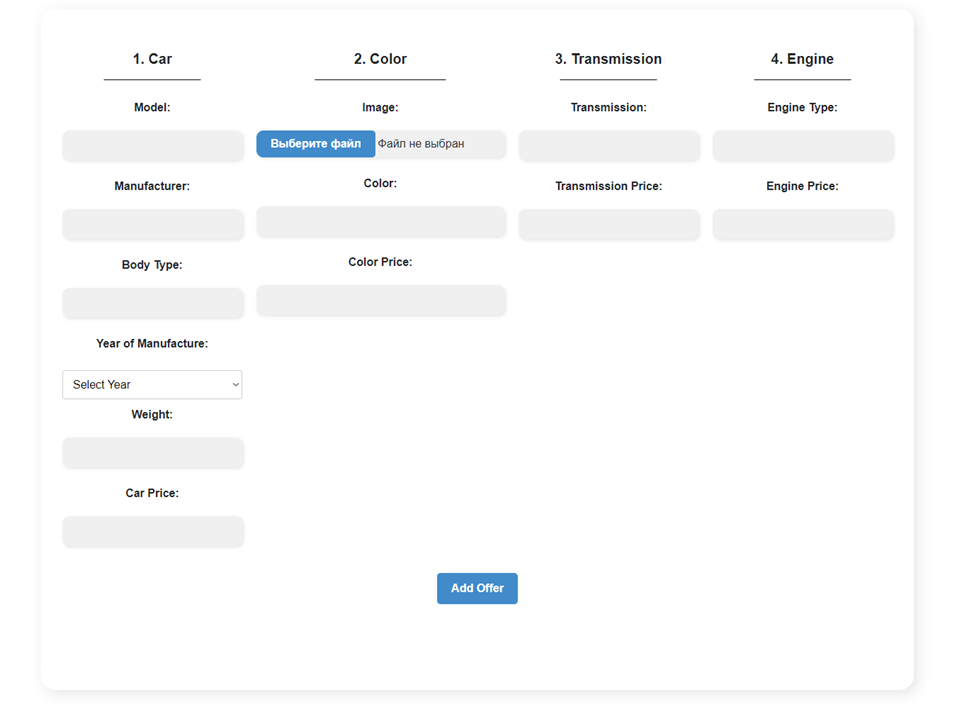 1. Car
Model:
Manufacturer:
Body Type:
Year of Manufacture:
Select Year
Weight:
Car Price:
2. Color
Image:
Выберите файл Файл не выбран
Color:
Color Price:
3. Transmission
Transmission:
Transmission Price:
4. Engine
Engine Type:
Engine Price:
Add Offer